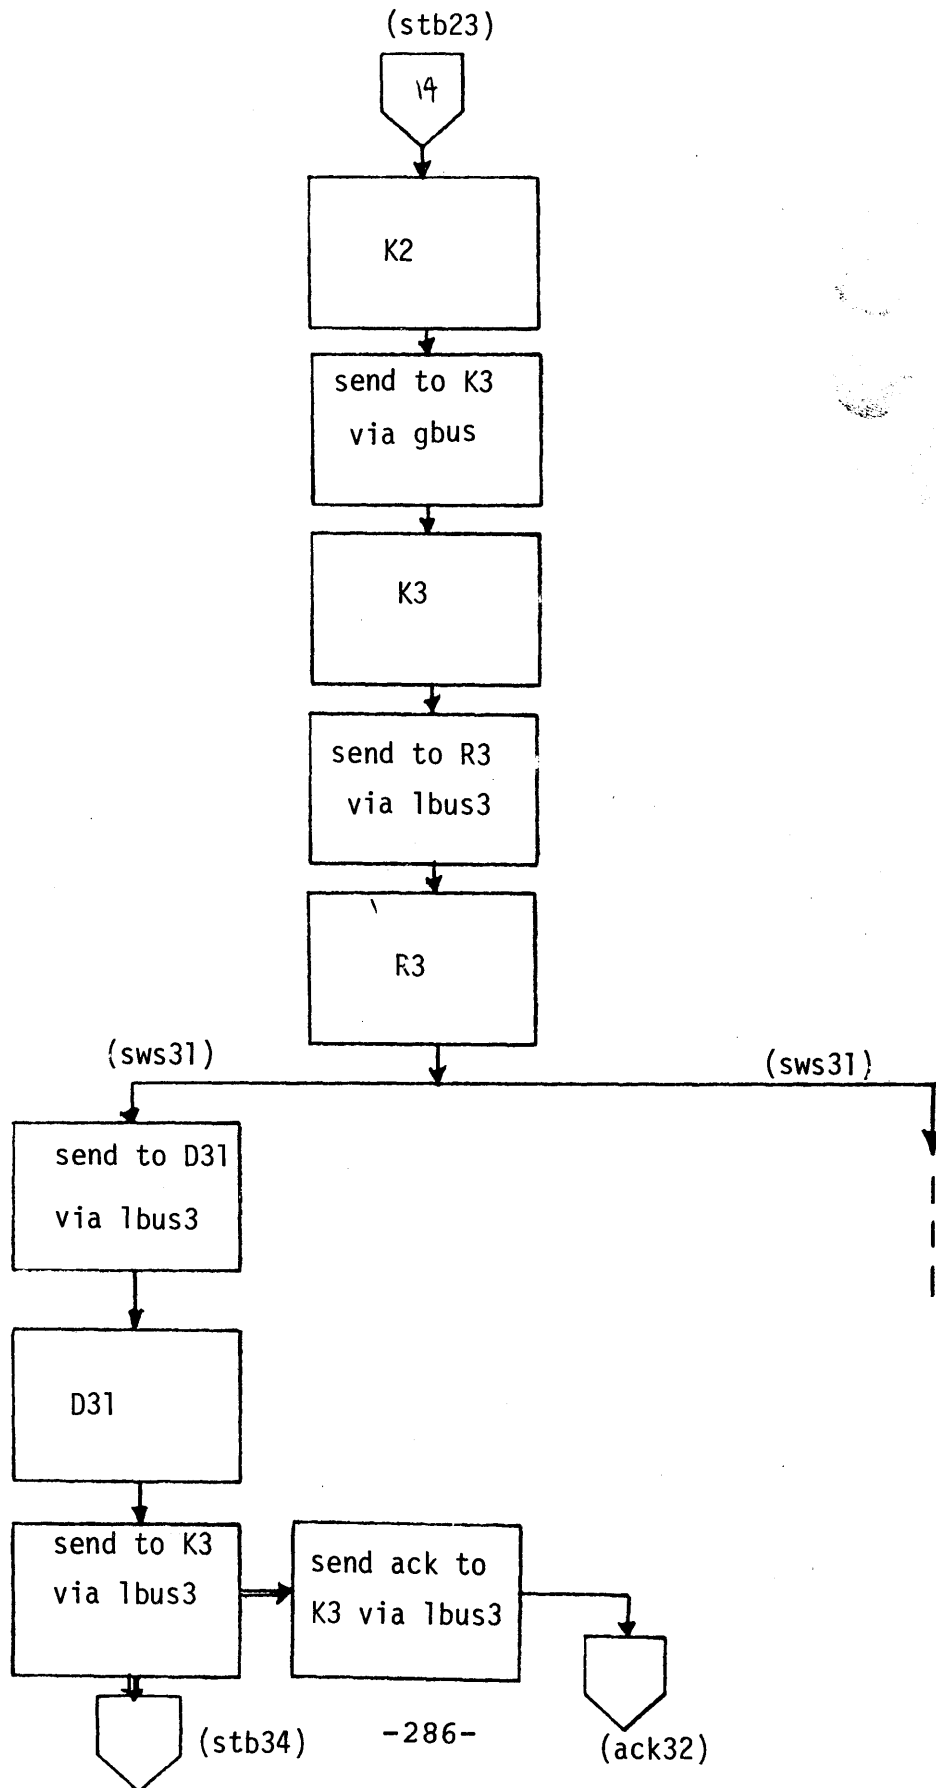 (stb23)
14
K2
send to K3
via gbus
K3
send to R3
via lbus3
R3
(sws31)
(sws31)
send to D31
via lbus3
D31
send to K3
via lbus3
send ack to
K3 via lbus3
(stb34)
-286-
(ack32)